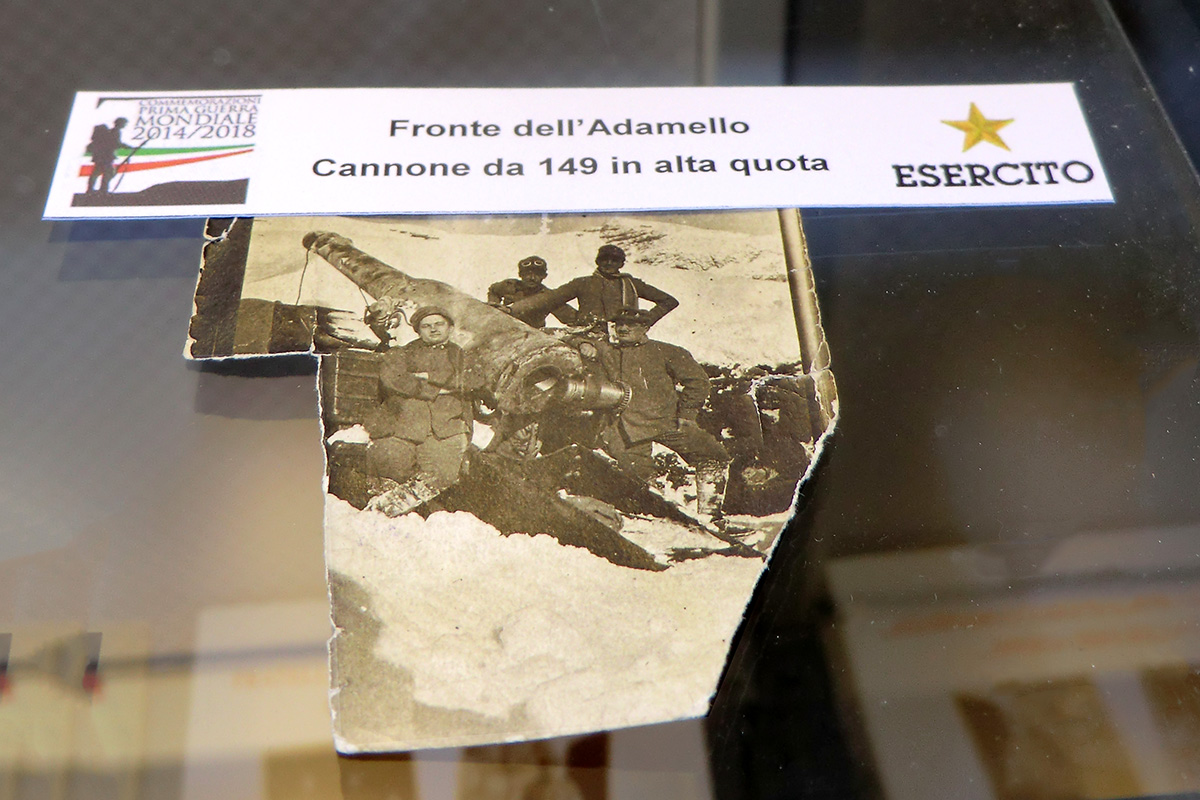 COMMEMORAZIONI
PRIMA GUERRA
MONDIALE
2014/2018
Fronte dell'Adamello
Cannone da 149 in alta quota
ESERCITO